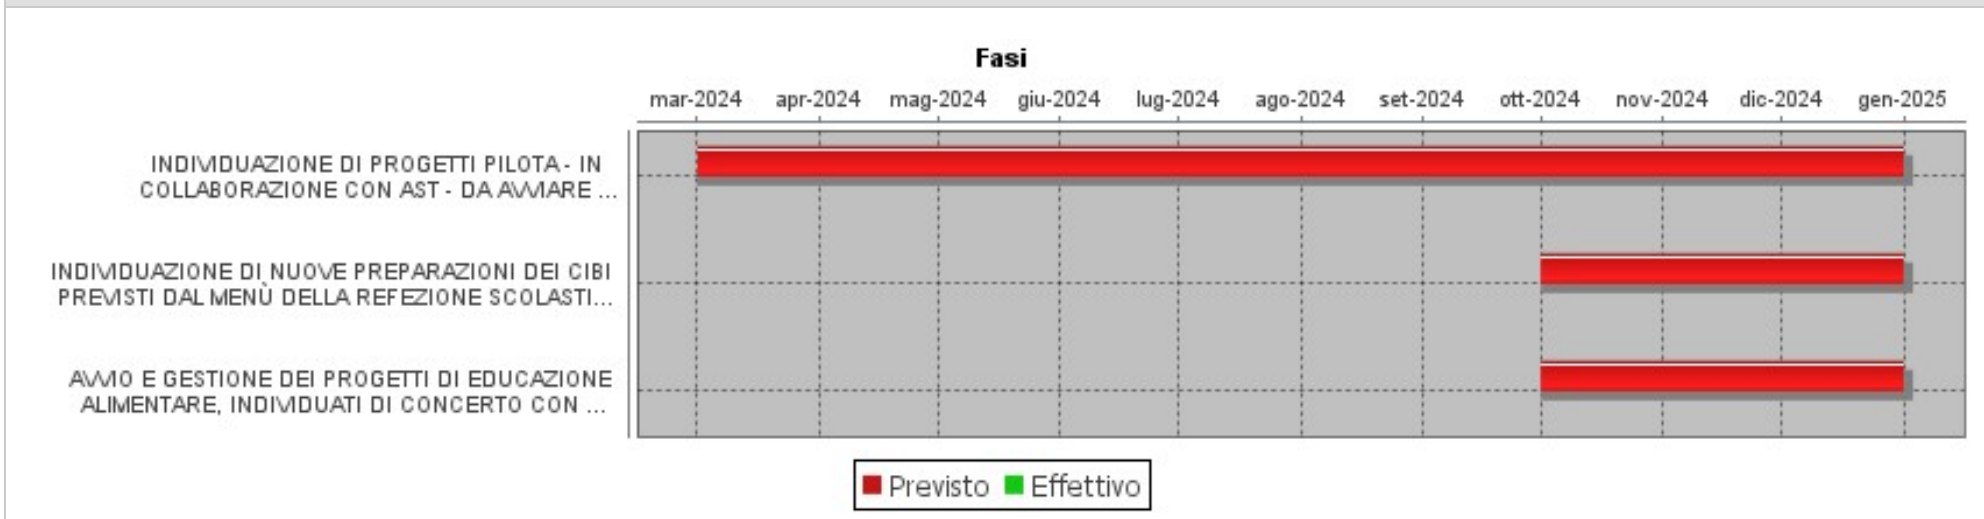 Fasi
mar-2024 apr-2024 mag-2024 giu-2024 lug-2024 ago-2024 set-2024 ott-2024 nov-2024 dic-2024 gen-2025
INDIVIDUAZIONE DI PROGETTI PILOTA - IN
COLLABORAZIONE CON AST - DA AVVIARE ...
INDIVIDUAZIONE DI NUOVE PREPARAZIONI DEI CIBI
PREVISTI DAL MENÙ DELLA REFEZIONE SCOLASTI...
AVVIO E GESTIONE DEI PROGETTI DI EDUCAZIONE
ALIMENTARE, INDIVIDUATI DI CONCERTO CON ...
Previsto Effettivo